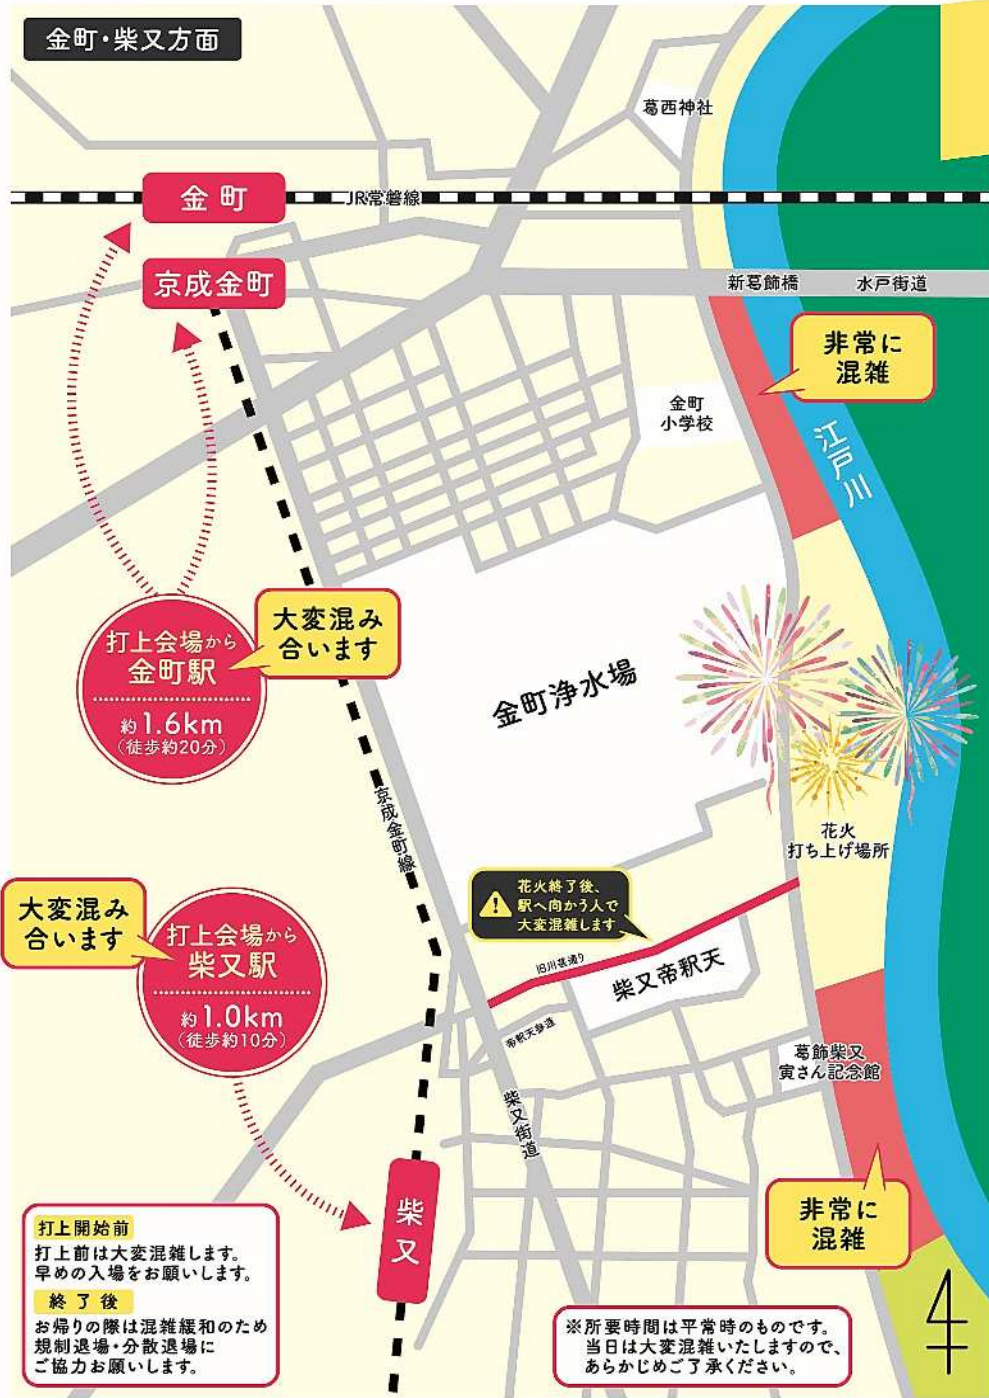 金町・柴又方面
葛西神社
金町
JR常磐線
京成金町
新葛飾橋
水戸街道
非常に
混雑
金町
小学校
江戸川
打上会場から
金町駅
約1.6km
(徒歩約20分)
大変混み
合います
金町浄水場
京成金町線
花火
打ち上げ場所
花火終了後、
駅へ向かう人で
大変混雑します
大変混み
合います
打上会場から
柴又駅
約1.0km
(徒歩約10分)
旧川甚通り
柴又帝釈天
帝釈天参道
葛飾柴又
寅さん記念館
柴又街道
柴又
非常に
混雑
打上開始前
打上前は大変混雑します。
早めの入場をお願いします。
終了後
お帰りの際は混雑緩和のため
規制退場・分散退場に
ご協力お願いします。
※所要時間は平常時のものです。
当日は大変混雑いたしますので、
あらかじめご了承ください。